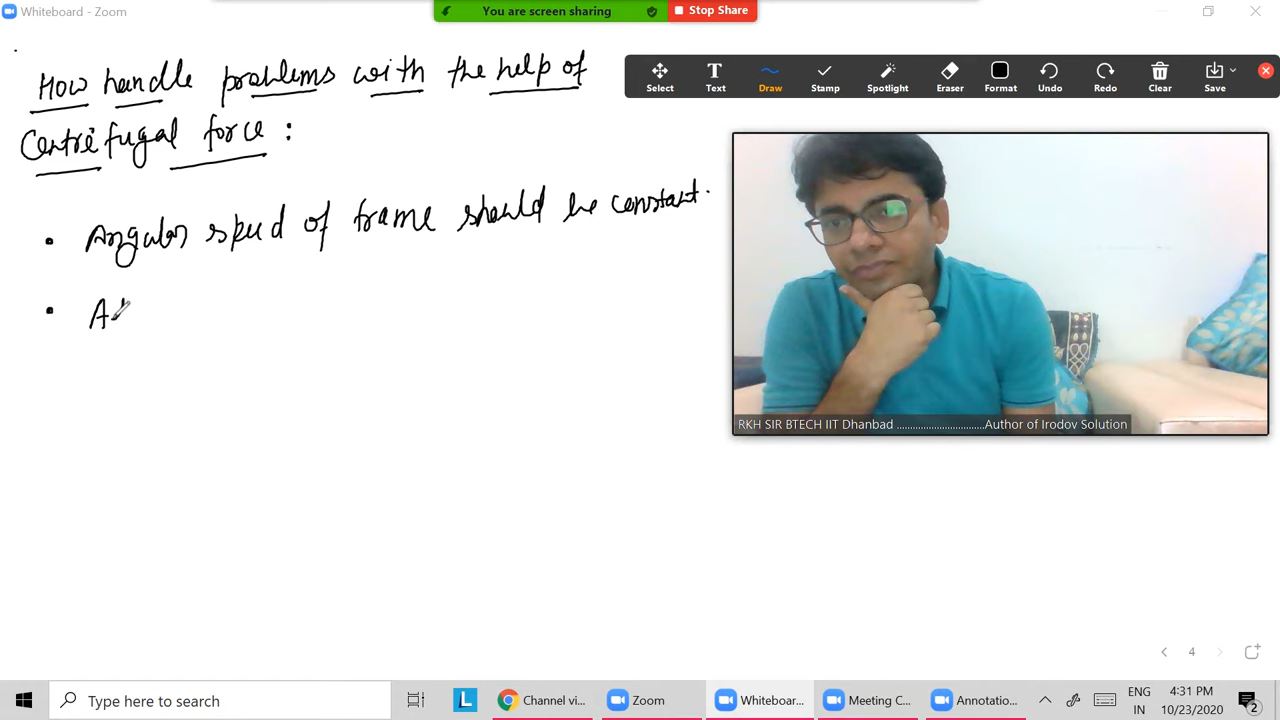 Whiteboard - Zoom
You are screen sharing
Stop Share
Select
Text
Draw
Stamp
Spotlight
Eraser
Format
Undo
Redo
Clear
Save
How handle problems with the help of
Centrifugal force :
• Angular speed of frame should be constant.
• A
RKH SIR BTECH IIT Dhanbad ..............................Author of Irodov Solution
4
Type here to search
L
Channel vi...
Zoom
Whiteboar...
Meeting C...
Annotatio...
ENG
IN
4:31 PM
10/23/2020
2